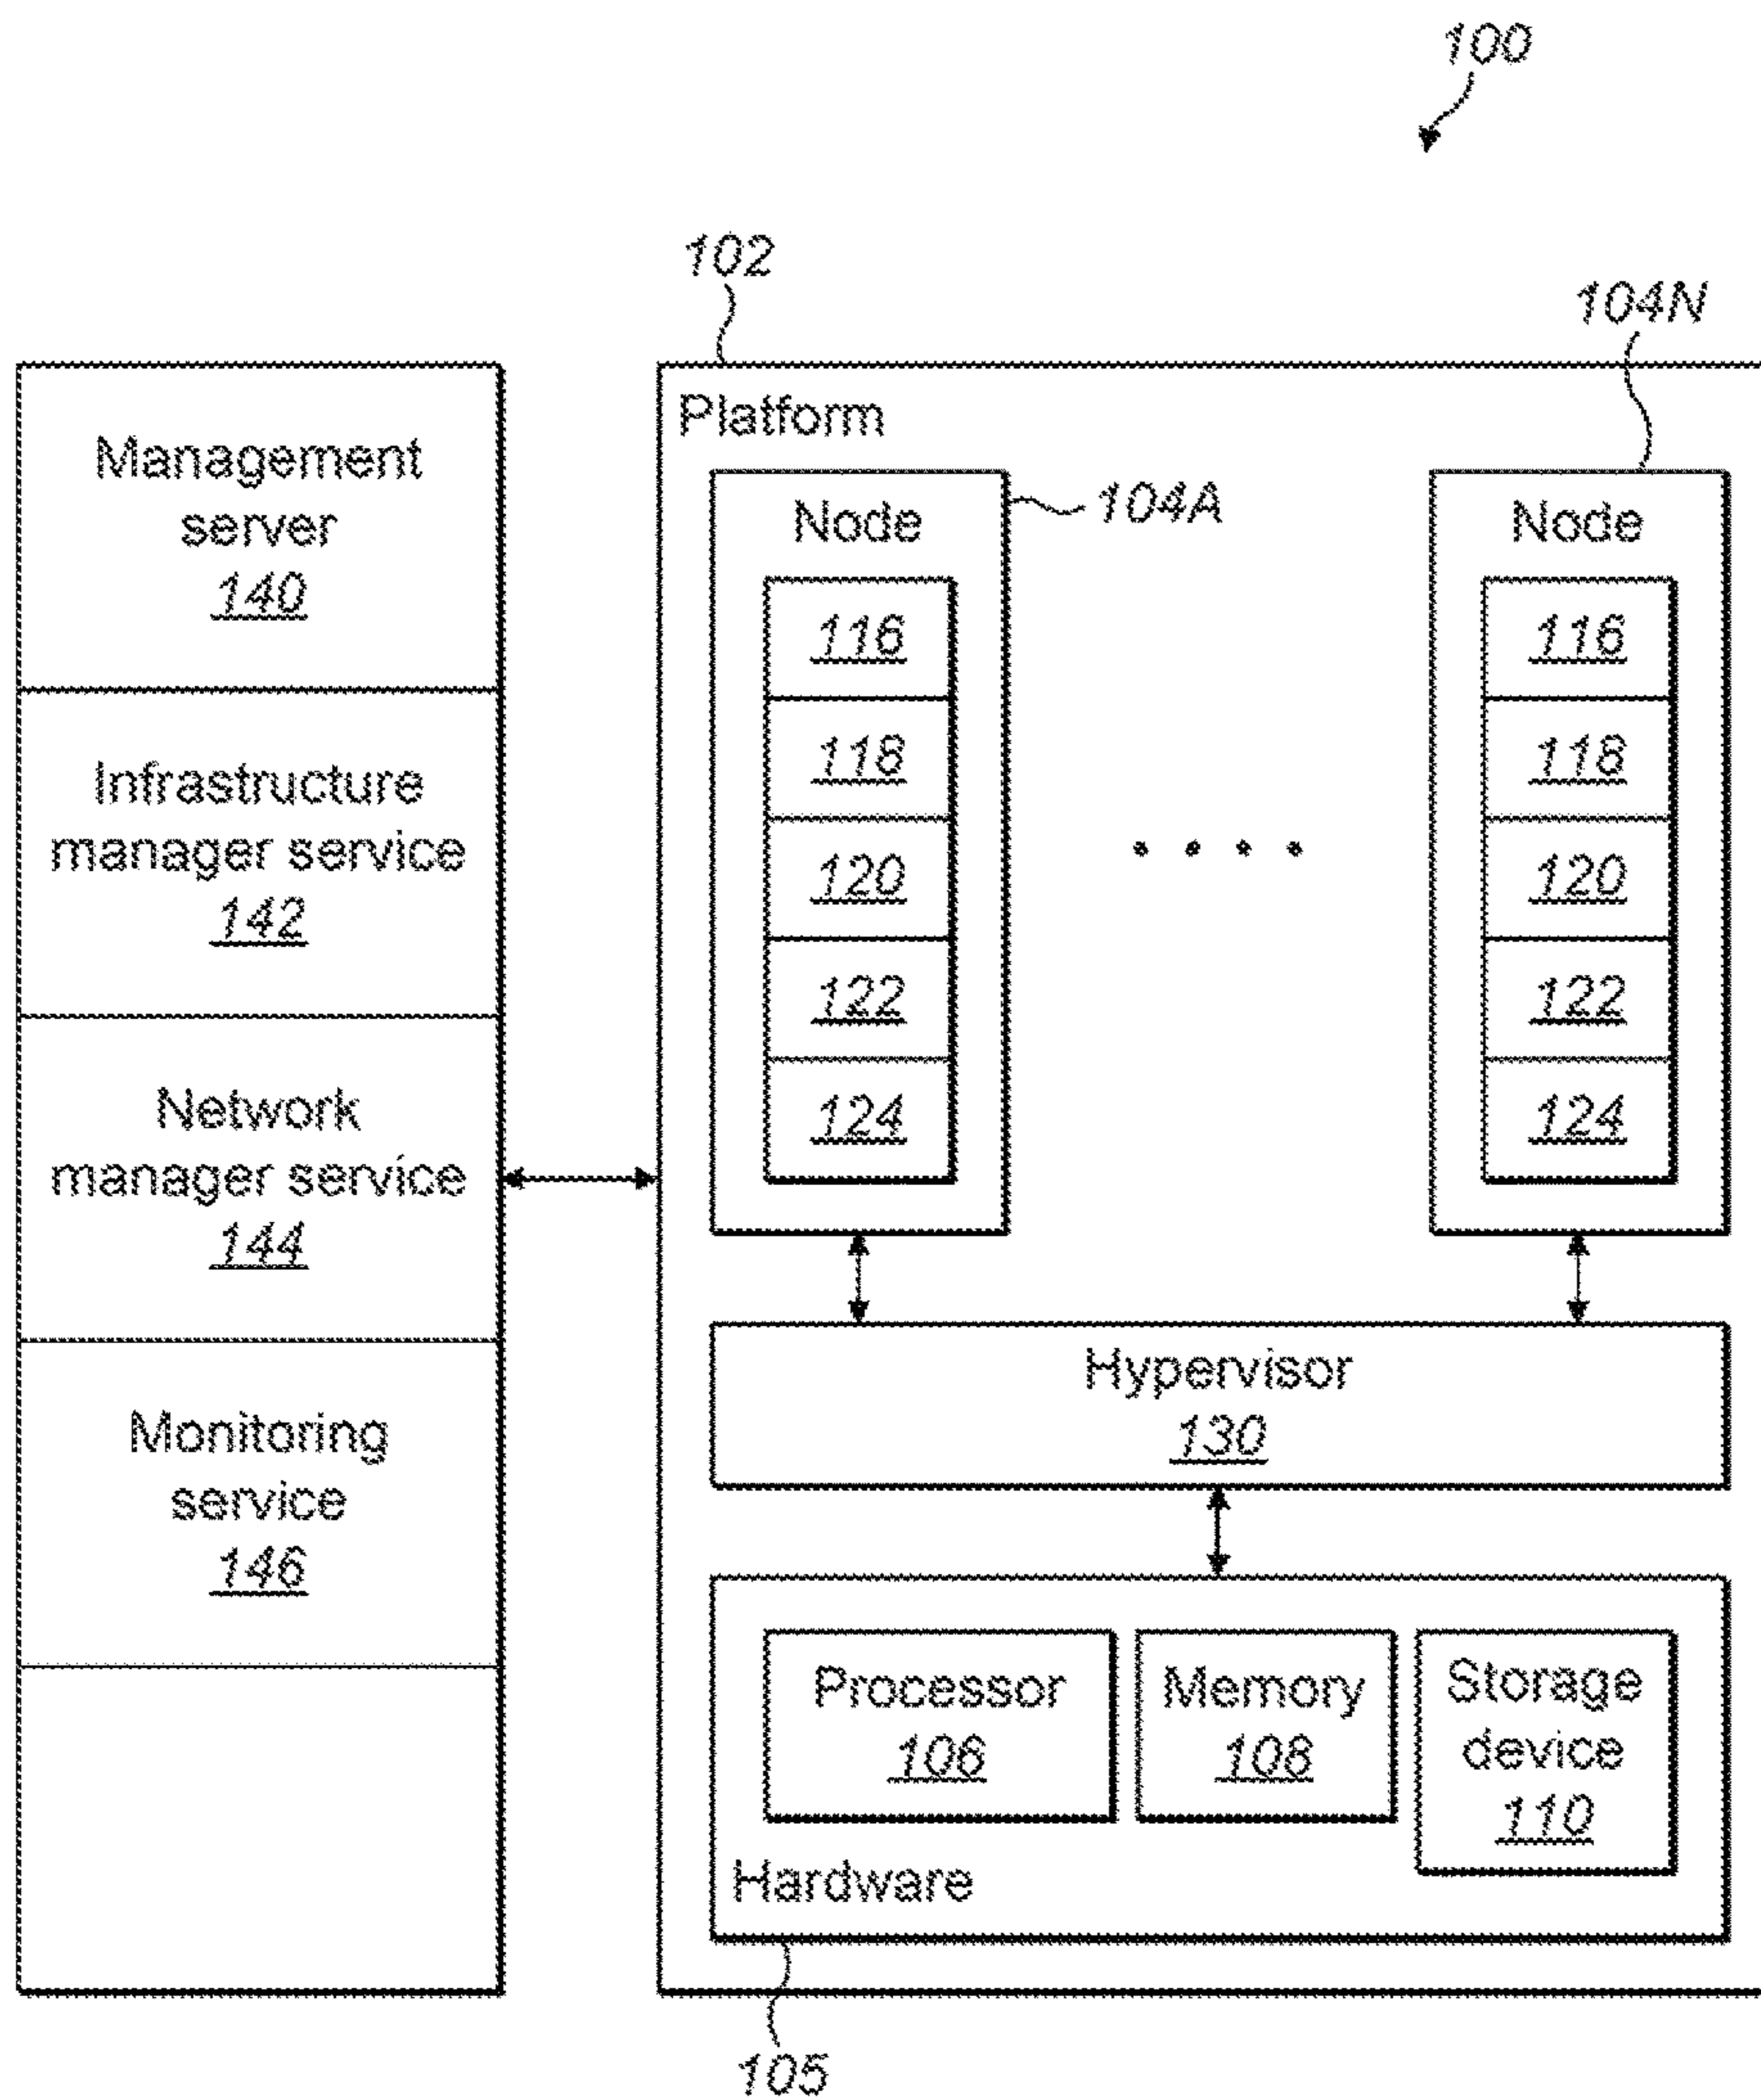 100
102
104N
Management
server
140
Infrastructure
manager service
142
Network
manager service
144
Monitoring
service
146
Platform
Node
104A
116
118
120
122
124
Node
116
118
120
122
124
Hypervisor
130
Processor
106
Memory
108
Storage
device
110
Hardware
105